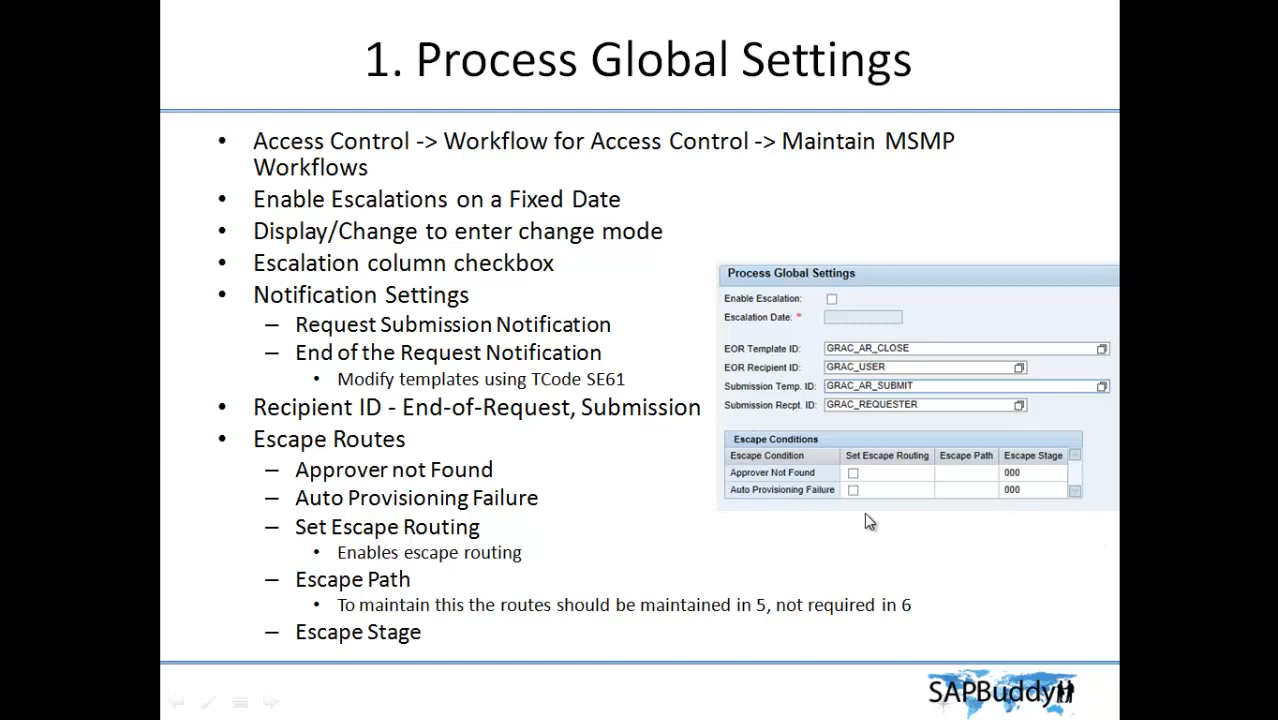 1. Process Global Settings
• Access Control -> Workflow for Access Control -> Maintain MSMP
Workflows
• Enable Escalations on a Fixed Date
• Display/Change to enter change mode
• Escalation column checkbox
• Notification Settings
– Request Submission Notification
– End of the Request Notification
• Modify templates using TCode SE61
• Recipient ID - End-of-Request, Submission
• Escape Routes
– Approver not Found
– Auto Provisioning Failure
– Set Escape Routing
• Enables escape routing
– Escape Path
• To maintain this the routes should be maintained in 5, not required in 6
– Escape Stage
Process Global Settings
Enable Escalation:
Escalation Date: *
EOR Template ID: GRAC_AR_CLOSE
EOR Recipient ID: GRAC_USER
Submission Temp. ID: GRAC_AR_SUBMIT
Submission Recpt. ID: GRAC_REQUESTER
Escape Conditions
Escape Condition Set Escape Routing Escape Path Escape Stage
Approver Not Found 000
Auto Provisioning Failure 000
SAPBuddy